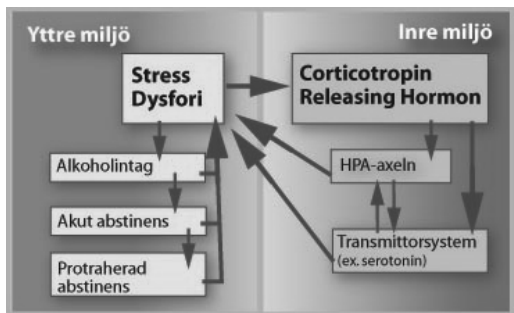 Yttre miljö
Inre miljö
Stress
Dysfori
Corticotropin
Releasing Hormon
Alkoholintag
HPA-axeln
Akut abstinens
Transmittorsystem
(ex. serotonin)
Protraherad
abstinens